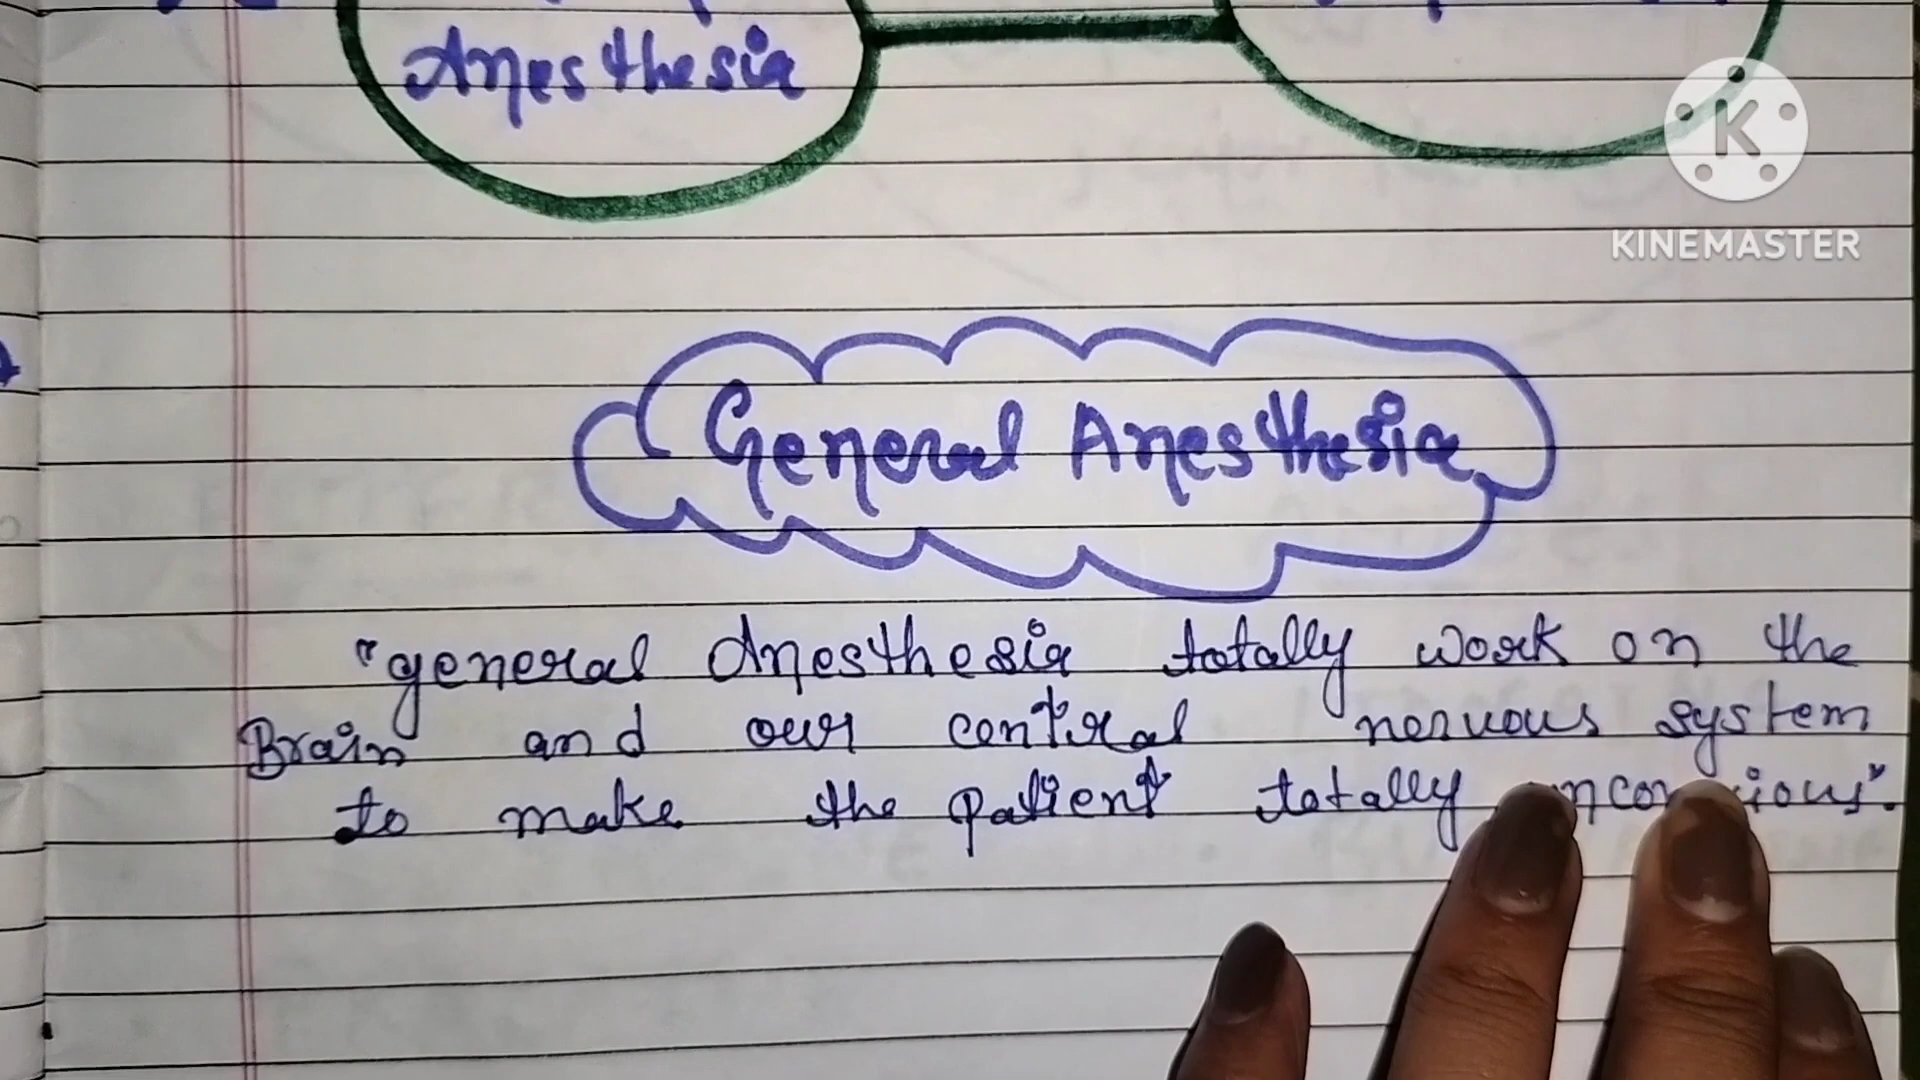 Anesthesia
KINEMASTER
General Anesthesia
"general Anesthesia totally work on the
Brain and our central nervous system
to make the patient totally